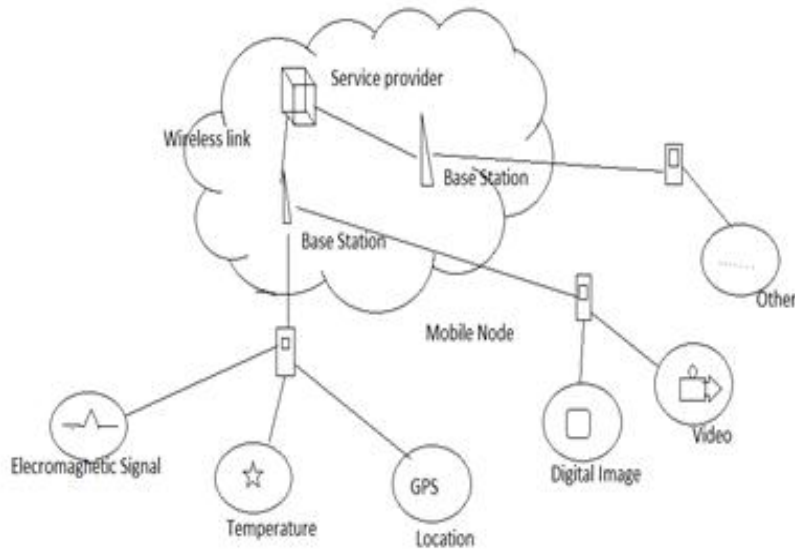 Service provider
Wireless link
Base Station
Base Station
Other
Mobile Node
Video
Elecromagnetic Signal
Digital Image
GPS
Temperature
Location